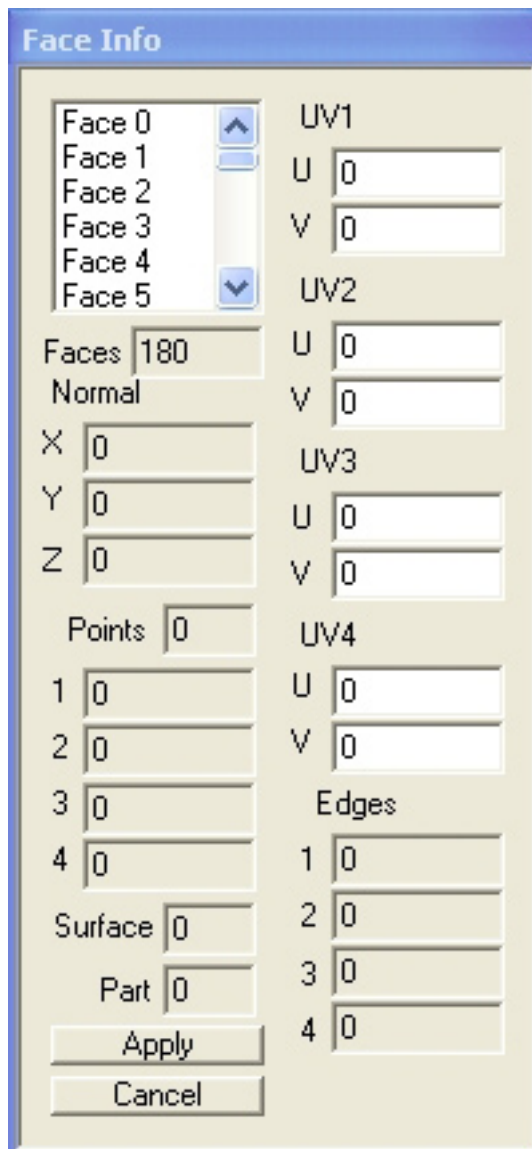 Face Info
Face 0
Face 1
Face 2
Face 3
Face 4
Face 5
Faces 180
Normal
X 0
Y 0
Z 0
Points 0
1 0
2 0
3 0
4 0
Surface 0
Part 0
Apply
Cancel
UV1
U 0
V 0
UV2
U 0
V 0
UV3
U 0
V 0
UV4
U 0
V 0
Edges
1 0
2 0
3 0
4 0